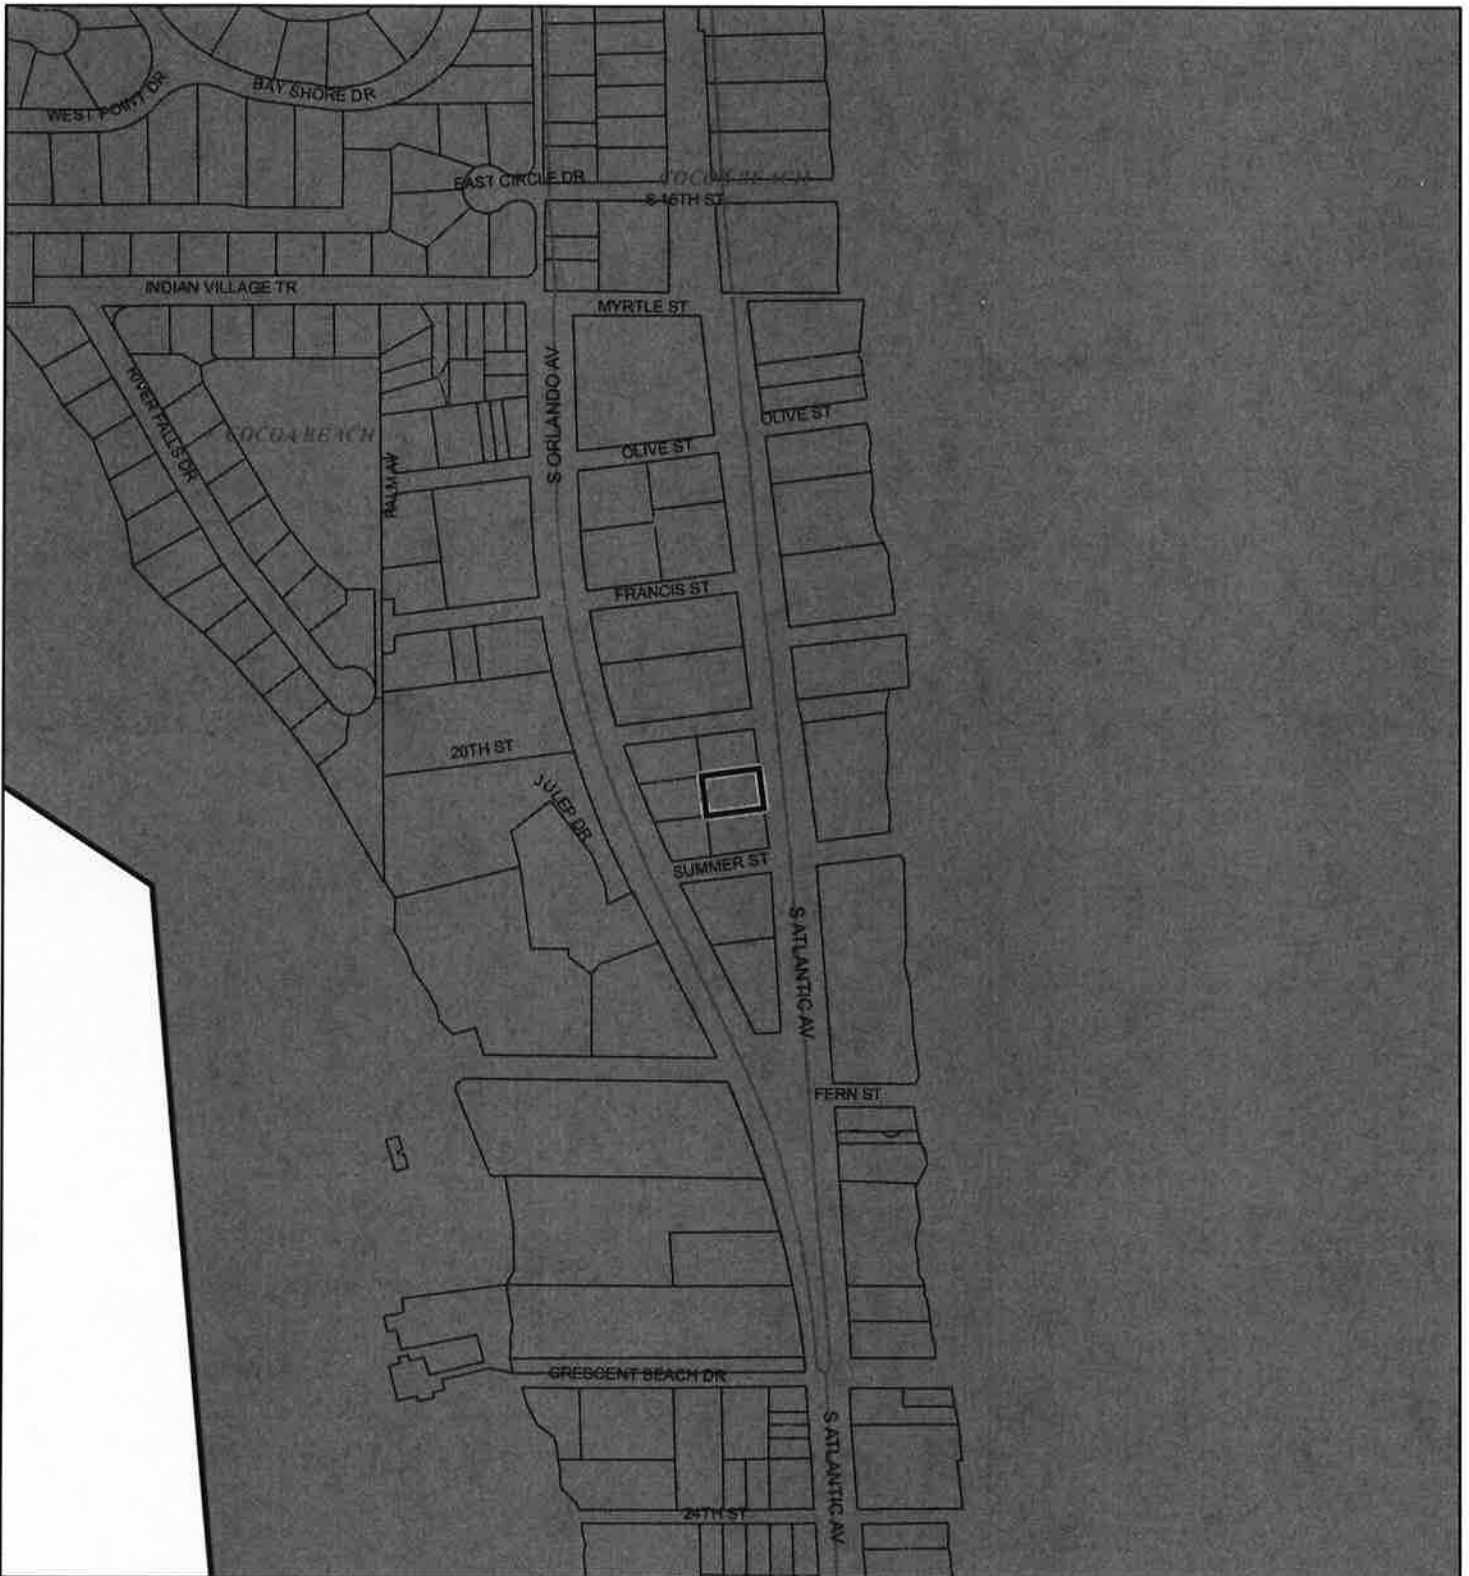 BAY SHORE DR
WEST POINT DR
EAST CIRCLE DR
COCOA BEACH
S 16TH ST
INDIAN VILLAGE TR
MYRTLE ST
S ORLANDO AV
RIVER FALLS DR
OLIVE ST
COCOA BEACH
OLIVE ST
PALM AV
FRANCIS ST
20TH ST
JULEP DR
SUMMER ST
S ATLANTIC AV
FERN ST
CRESCENT BEACH DR
S ATLANTIC AV
24TH ST